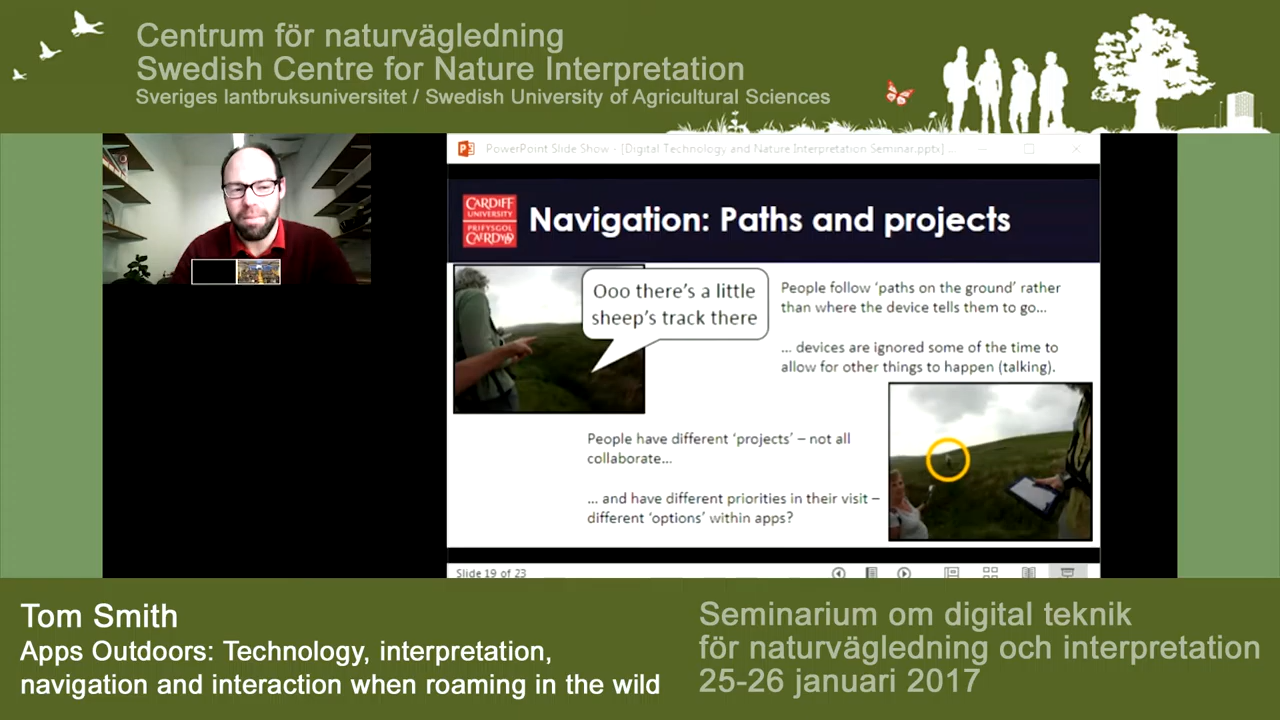 Centrum för naturvägledning
Swedish Centre for Nature Interpretation
Sveriges lantbruksuniversitet / Swedish University of Agricultural Sciences
PowerPoint Slide Show - [Digital Technology and Nature Interpretation Seminar.pptx] ...
CARDIFF
UNIVERSITY
PRIFYSGOL
CAERDYDD
Navigation: Paths and projects
Ooo there's a little
sheep's track there
People follow 'paths on the ground' rather
than where the device tells them to go...
... devices are ignored some of the time to
allow for other things to happen (talking).
People have different 'projects' – not all
collaborate...
... and have different priorities in their visit –
different 'options' within apps?
Slide 19 of 23
Tom Smith
Apps Outdoors: Technology, interpretation,
navigation and interaction when roaming in the wild
Seminarium om digital teknik
för naturvägledning och interpretation
25-26 januari 2017